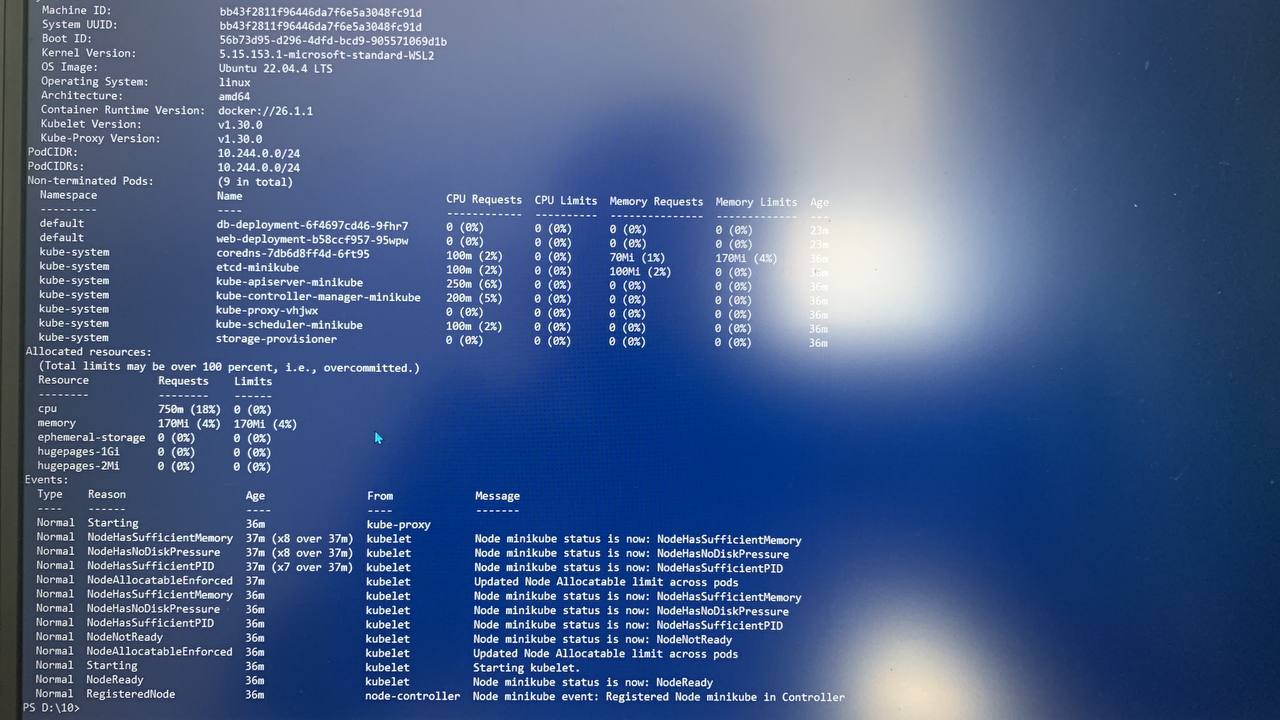 Machine ID: bb43f2811f96446da7f6e5a3048fc91d
System UUID: bb43f2811f96446da7f6e5a3048fc91d
Boot ID: 56b73d95-d296-4dfd-bcd9-905571069d1b
Kernel Version: 5.15.153.1-microsoft-standard-WSL2
OS Image: Ubuntu 22.04.4 LTS
Operating System: linux
Architecture: amd64
Container Runtime Version: docker://26.1.1
Kubelet Version: v1.30.0
Kube-Proxy Version: v1.30.0
PodCIDR: 10.244.0.0/24
PodCIDRs: 10.244.0.0/24
Non-terminated Pods: (9 in total)
Namespace Name CPU Requests CPU Limits Memory Requests Memory Limits Age
--------- ---- ------------ ---------- --------------- ------------- ---
default db-deployment-6f4697cd46-9fhr7 0 (0%) 0 (0%) 0 (0%) 0 (0%) 23m
default web-deployment-b58ccf957-95wpw 0 (0%) 0 (0%) 0 (0%) 0 (0%) 23m
kube-system coredns-7db6d8ff4d-6ft95 100m (2%) 0 (0%) 70Mi (1%) 170Mi (4%) 36m
kube-system etcd-minikube 100m (2%) 0 (0%) 100Mi (2%) 0 (0%) 36m
kube-system kube-apiserver-minikube 250m (6%) 0 (0%) 0 (0%) 0 (0%) 36m
kube-system kube-controller-manager-minikube 200m (5%) 0 (0%) 0 (0%) 0 (0%) 36m
kube-system kube-proxy-vhjwx 0 (0%) 0 (0%) 0 (0%) 0 (0%) 36m
kube-system kube-scheduler-minikube 100m (2%) 0 (0%) 0 (0%) 0 (0%) 36m
kube-system storage-provisioner 0 (0%) 0 (0%) 0 (0%) 0 (0%) 36m
Allocated resources:
(Total limits may be over 100 percent, i.e., overcommitted.)
Resource Requests Limits
-------- -------- ------
cpu 750m (18%) 0 (0%)
memory 170Mi (4%) 170Mi (4%)
ephemeral-storage 0 (0%) 0 (0%)
hugepages-1Gi 0 (0%) 0 (0%)
hugepages-2Mi 0 (0%) 0 (0%)
Events:
Type Reason Age From Message
---- ------ ---- ---- -------
Normal Starting 36m kube-proxy
Normal NodeHasSufficientMemory 37m (x8 over 37m) kubelet Node minikube status is now: NodeHasSufficientMemory
Normal NodeHasNoDiskPressure 37m (x8 over 37m) kubelet Node minikube status is now: NodeHasNoDiskPressure
Normal NodeHasSufficientPID 37m (x7 over 37m) kubelet Node minikube status is now: NodeHasSufficientPID
Normal NodeAllocatableEnforced 37m kubelet Updated Node Allocatable limit across pods
Normal NodeHasSufficientMemory 36m kubelet Node minikube status is now: NodeHasSufficientMemory
Normal NodeHasNoDiskPressure 36m kubelet Node minikube status is now: NodeHasNoDiskPressure
Normal NodeHasSufficientPID 36m kubelet Node minikube status is now: NodeHasSufficientPID
Normal NodeNotReady 36m kubelet Node minikube status is now: NodeNotReady
Normal NodeAllocatableEnforced 36m kubelet Updated Node Allocatable limit across pods
Normal Starting 36m kubelet Starting kubelet.
Normal NodeReady 36m kubelet Node minikube status is now: NodeReady
Normal RegisteredNode 36m node-controller Node minikube event: Registered Node minikube in Controller
PS D:\10>